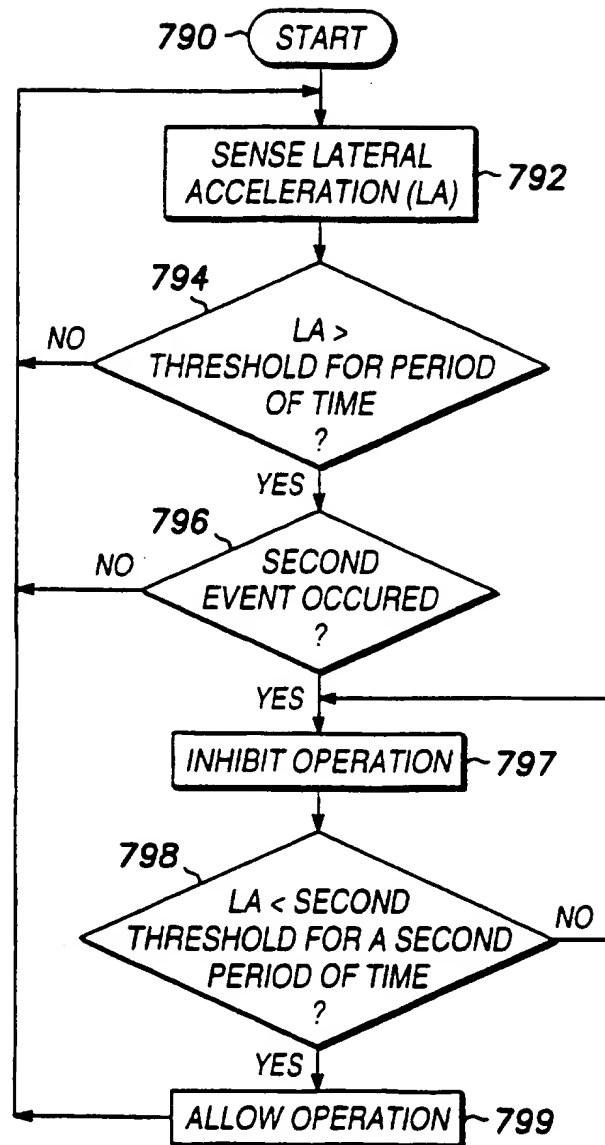 790
START
SENSE LATERAL
ACCELERATION (LA)
792
794
NO
LA >
THRESHOLD FOR PERIOD
OF TIME
?
YES
796
NO
SECOND
EVENT OCCURED
?
YES
INHIBIT OPERATION
797
798
LA < SECOND
THRESHOLD FOR A SECOND
PERIOD OF TIME
?
NO
YES
ALLOW OPERATION
799